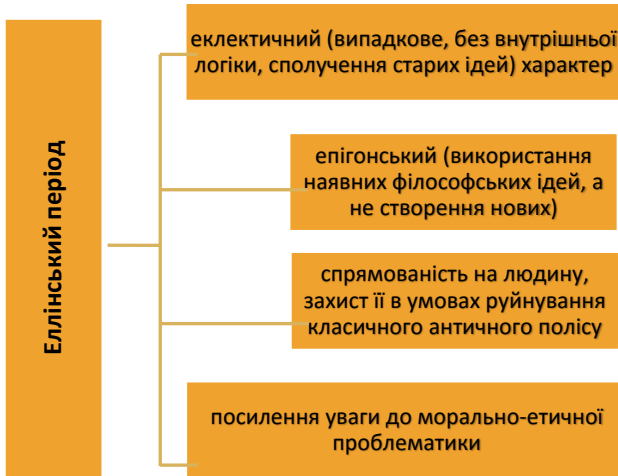 Еллінський період
еклектичний (випадкове, без внутрішньої
логіки, сполучення старих ідей) характер
епігонський (використання
наявних філософських ідей, а
не створення нових)
спрямованість на людину,
захист її в умовах руйнування
класичного античного полісу
посилення уваги до морально-етичної
проблематики